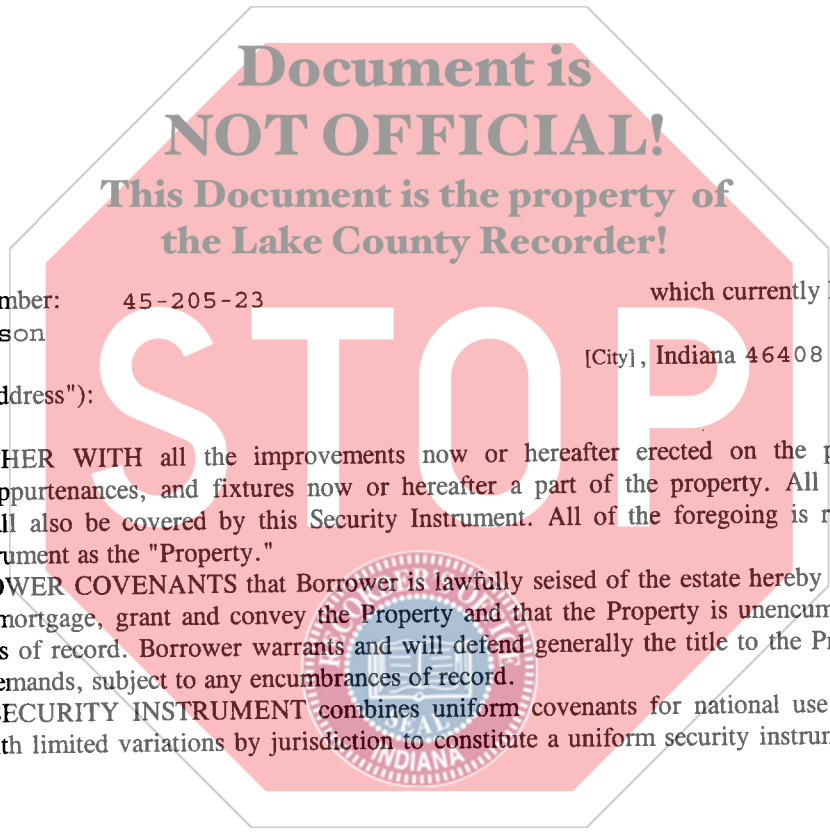 Document is
NOT OFFICIAL!
This Document is the property of
the Lake County Recorder!
mber: 45-205-23 which currently
son
[City], Indiana 46408
ddress"):
STOP
HER WITH all the improvements now or hereafter erected on the p
ppurtenances, and fixtures now or hereafter a part of the property. All
ll also be covered by this Security Instrument. All of the foregoing is r
rument as the "Property."
OWER COVENANTS that Borrower is lawfully seised of the estate hereby
mortgage, grant and convey the Property and that the Property is unencum
s of record. Borrower warrants and will defend generally the title to the Pr
emands, subject to any encumbrances of record.
SECURITY INSTRUMENT combines uniform covenants for national use
ith limited variations by jurisdiction to constitute a uniform security instrum
SEAL
INDIANA